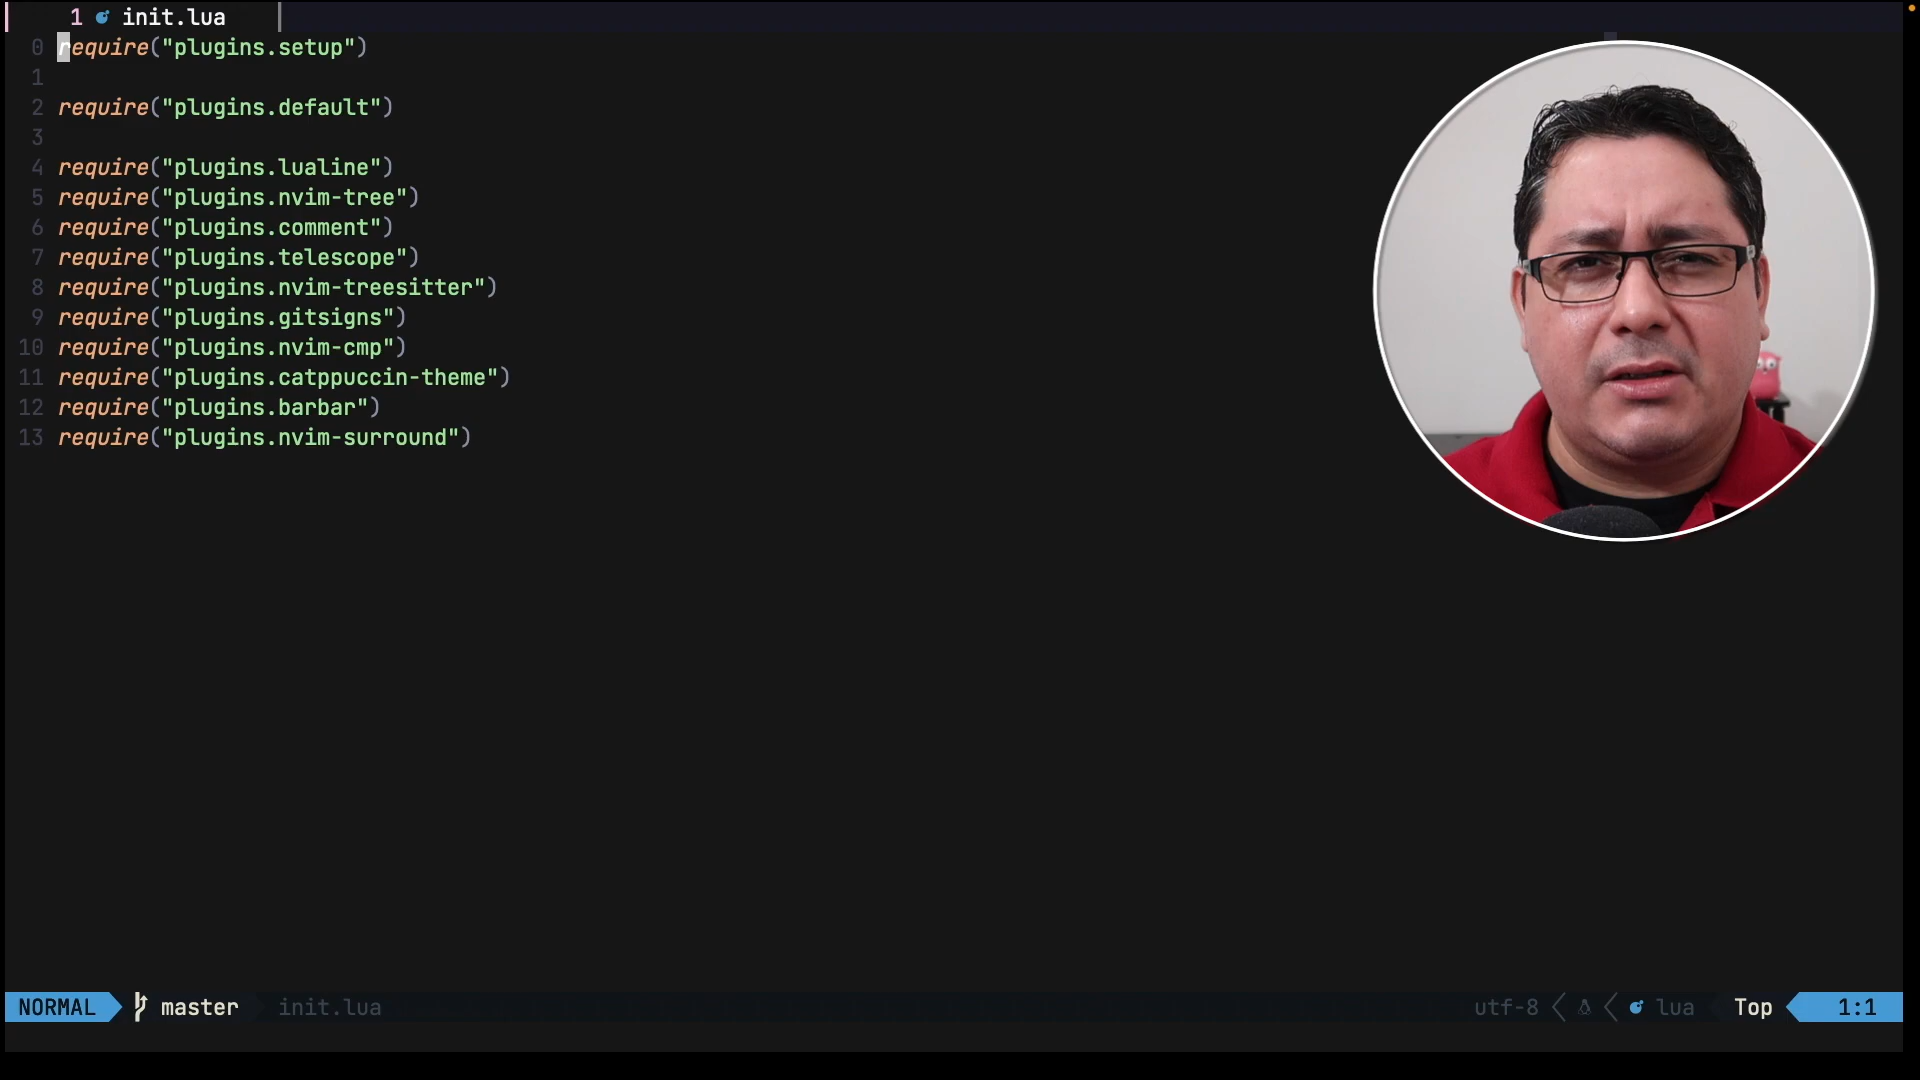 1 init.lua
0 require("plugins.setup")
1
2 require("plugins.default")
3
4 require("plugins.lualine")
5 require("plugins.nvim-tree")
6 require("plugins.comment")
7 require("plugins.telescope")
8 require("plugins.nvim-treesitter")
9 require("plugins.gitsigns")
10 require("plugins.nvim-cmp")
11 require("plugins.catppuccin-theme")
12 require("plugins.barbar")
13 require("plugins.nvim-surround")
NORMAL master init.lua utf-8 lua Top 1:1